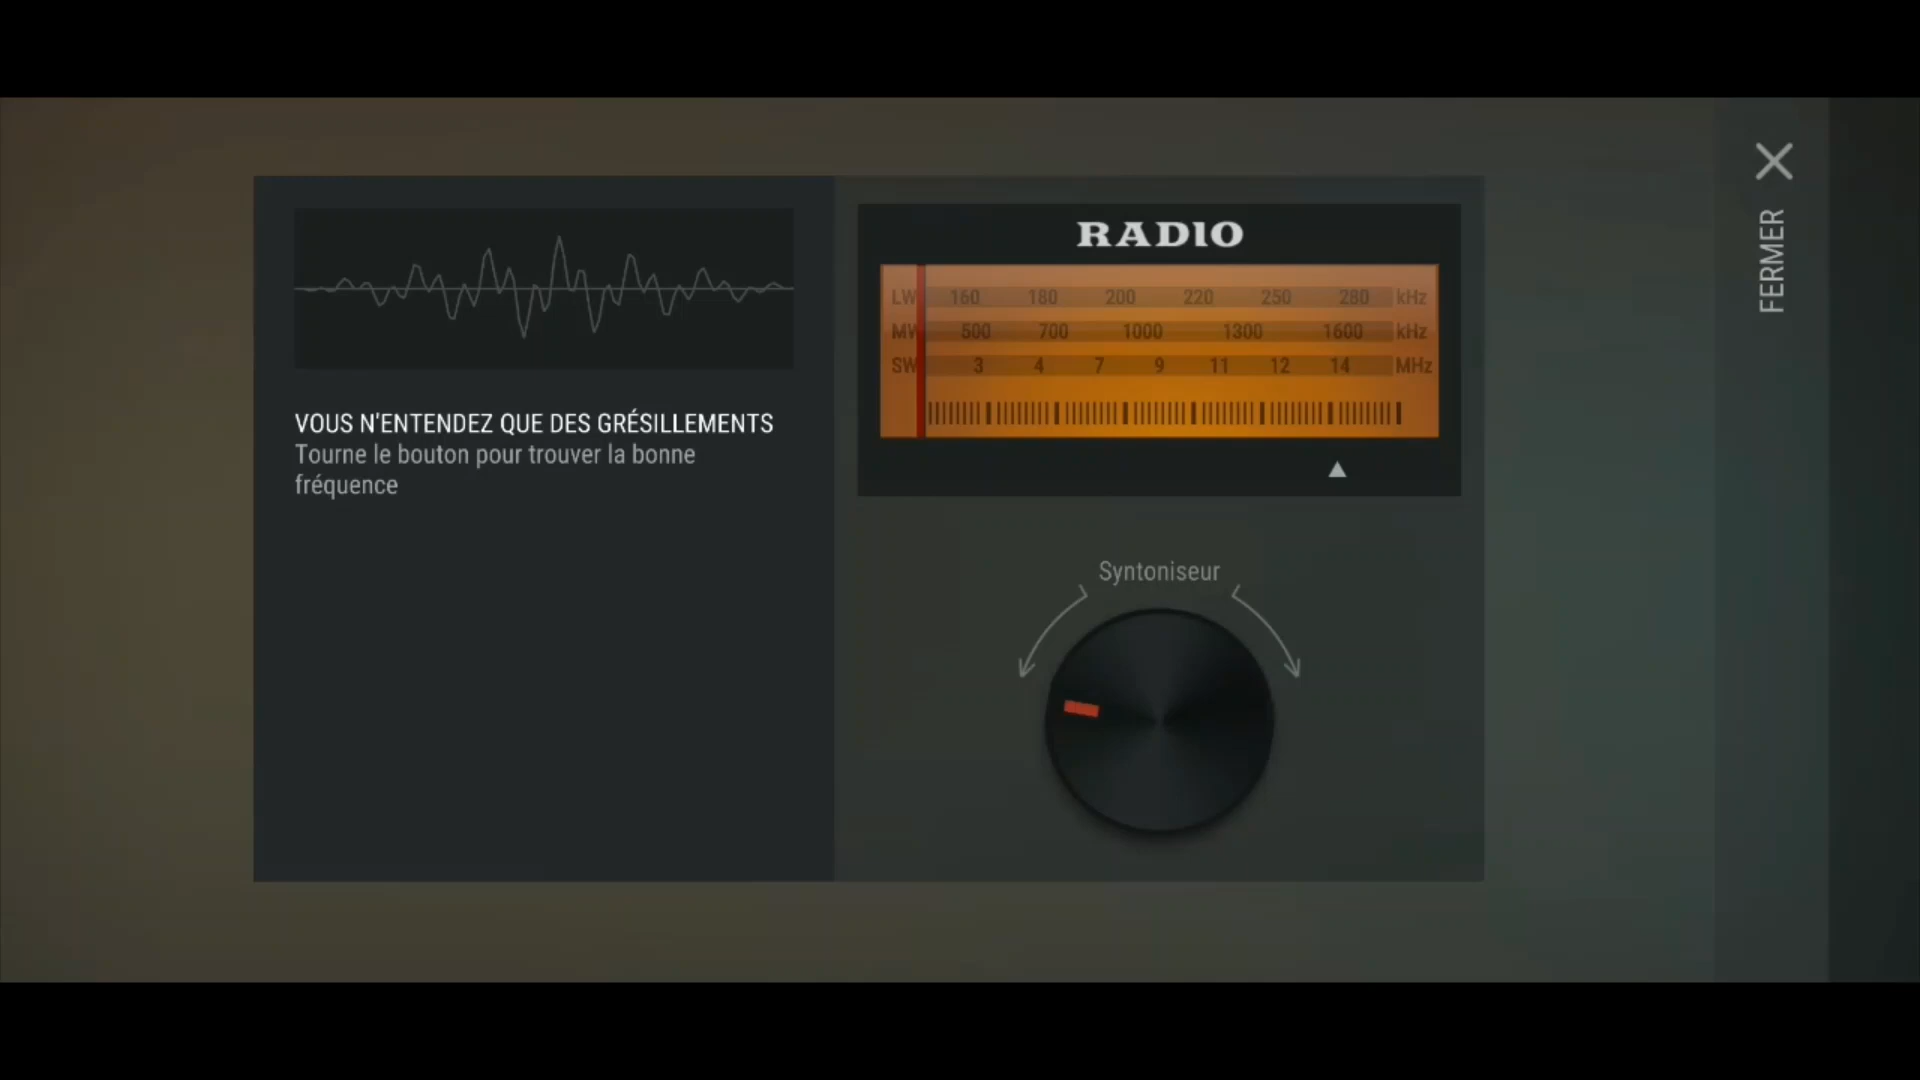 VOUS N'ENTENDEZ QUE DES GRÉSILLEMENTS
Tourne le bouton pour trouver la bonne
fréquence
RADIO
LW 160 180 200 220 250 280 kHz
MW 500 700 1000 1300 1600 kHz
SW 3 4 7 9 11 12 14 MHz
Syntoniseur
FERMER